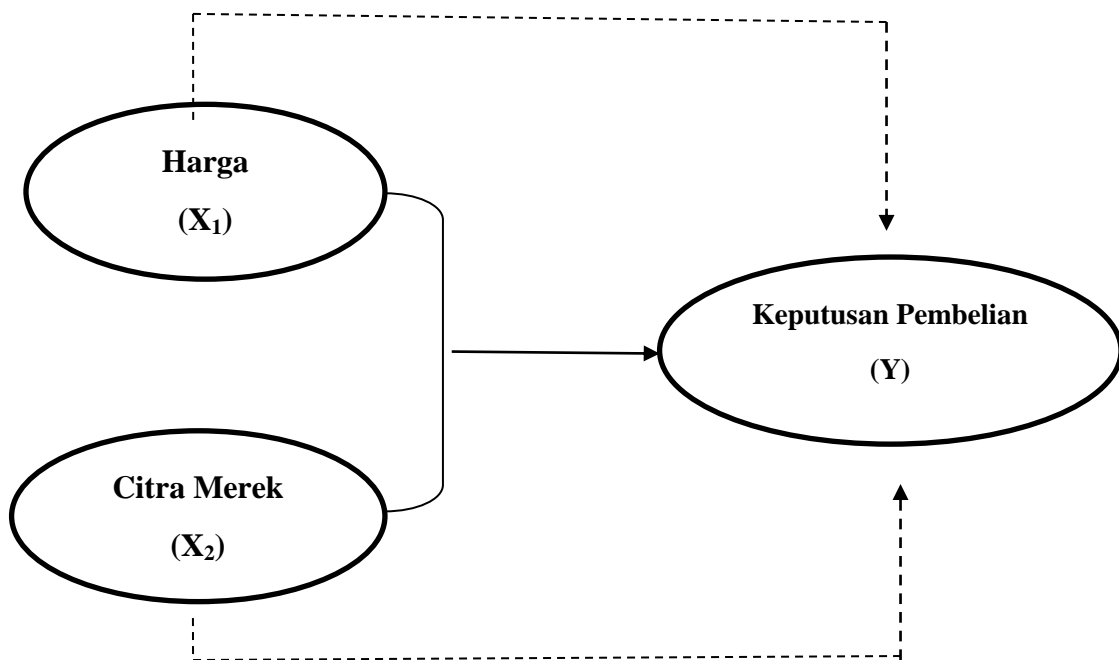 Harga
(X₁)
Keputusan Pembelian
(Y)
Citra Merek
(X₂)